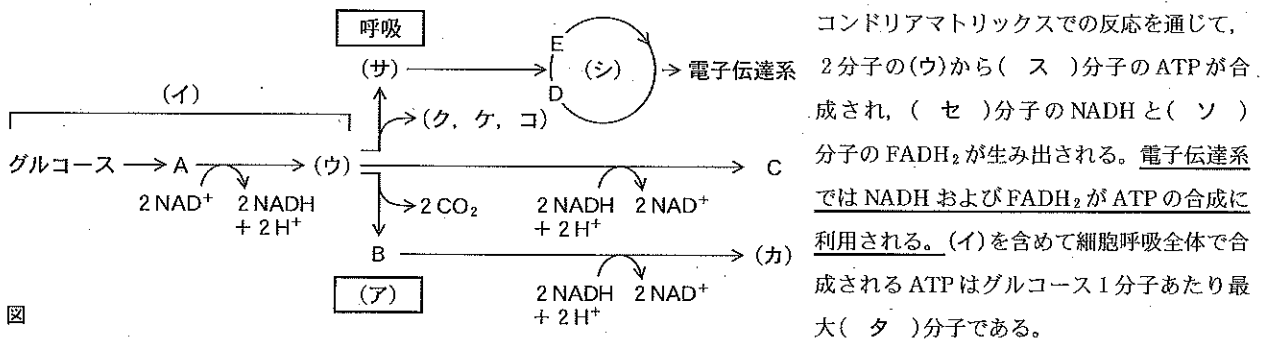 呼吸
(サ)
E
D
(シ)
電子伝達系
(イ)
(ク，ケ，コ)
グルコース
A
(ウ)
C
2 NAD⁺
2 NADH
+ 2 H⁺
2 CO₂
2 NADH
+ 2 H⁺
2 NAD⁺
B
(カ)
(ア)
2 NADH
+ 2 H⁺
2 NAD⁺
図
コンドリアマトリックスでの反応を通じて，
2分子の(ウ)から( ス )分子のATPが合
成され，( セ )分子のNADHと( ソ )
分子のFADH₂が生み出される。電子伝達系
ではNADHおよびFADH₂がATPの合成に
利用される。(イ)を含めて細胞呼吸全体で合
成されるATPはグルコース1分子あたり最
大( タ )分子である。